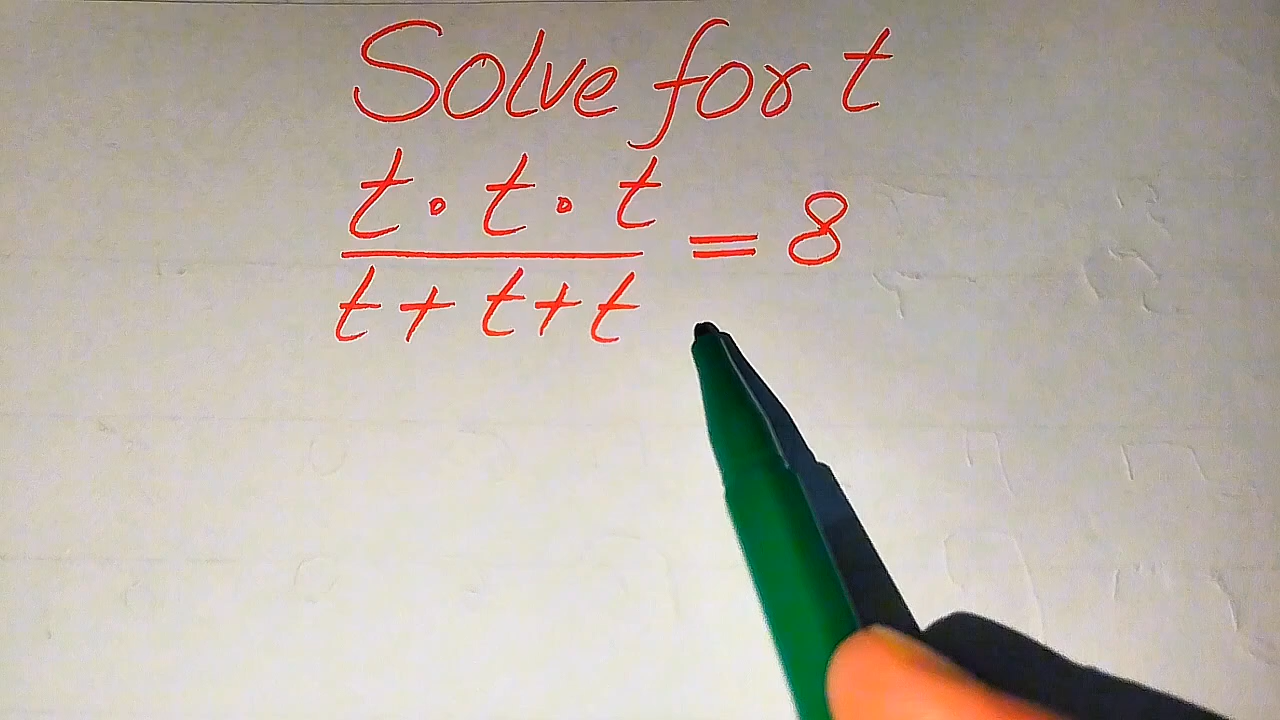 Solve for t
t · t · t
t + t + t
= 8